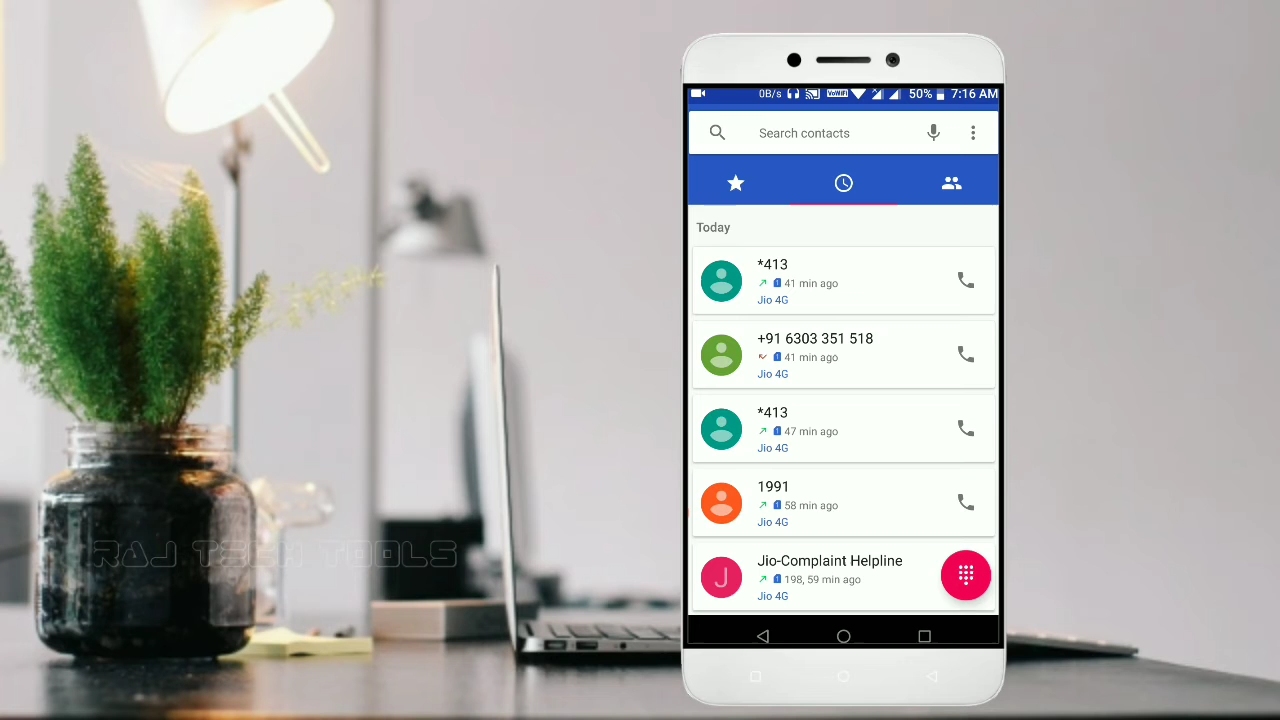 0B/s VoWiFi 50% 7:16 AM
Search contacts
Today
*413
41 min ago
Jio 4G
+91 6303 351 518
41 min ago
Jio 4G
*413
47 min ago
Jio 4G
1991
58 min ago
Jio 4G
J
Jio-Complaint Helpline
198, 59 min ago
Jio 4G
RAJ TECH TOOLS